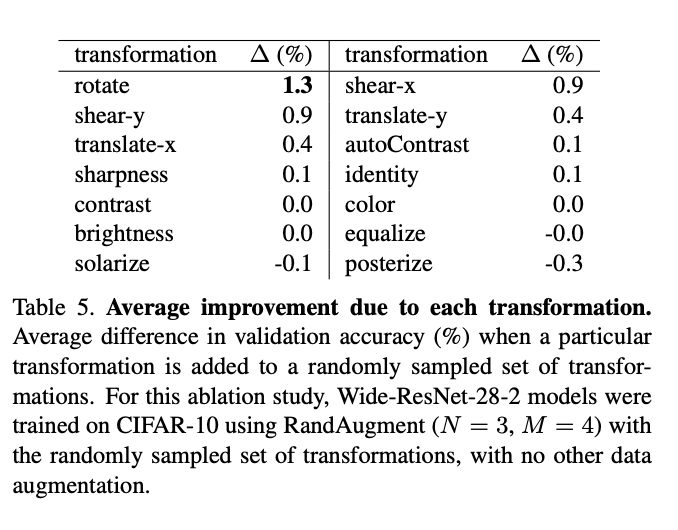 transformation Δ (%) transformation Δ (%)
rotate 1.3 shear-x 0.9
shear-y 0.9 translate-y 0.4
translate-x 0.4 autoContrast 0.1
sharpness 0.1 identity 0.1
contrast 0.0 color 0.0
brightness 0.0 equalize -0.0
solarize -0.1 posterize -0.3
Table 5. Average improvement due to each transformation.
Average difference in validation accuracy (%) when a particular
transformation is added to a randomly sampled set of transfor-
mations. For this ablation study, Wide-ResNet-28-2 models were
trained on CIFAR-10 using RandAugment (N = 3, M = 4) with
the randomly sampled set of transformations, with no other data
augmentation.